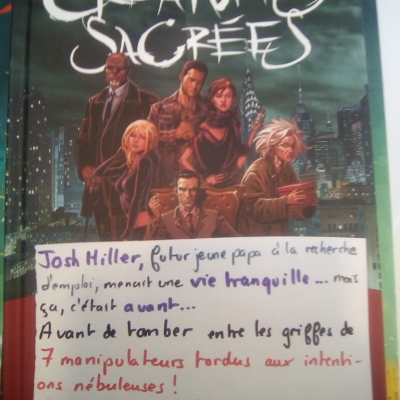 SACRÉES
Josh Miller, futur jeune papa à la recherche
d'emploi, menait une vie tranquille... mais
ça, c'était avant...
Avant de tomber entre les griffes de
7 manipulateurs tordus aux intenti-
ons nébuleuses !